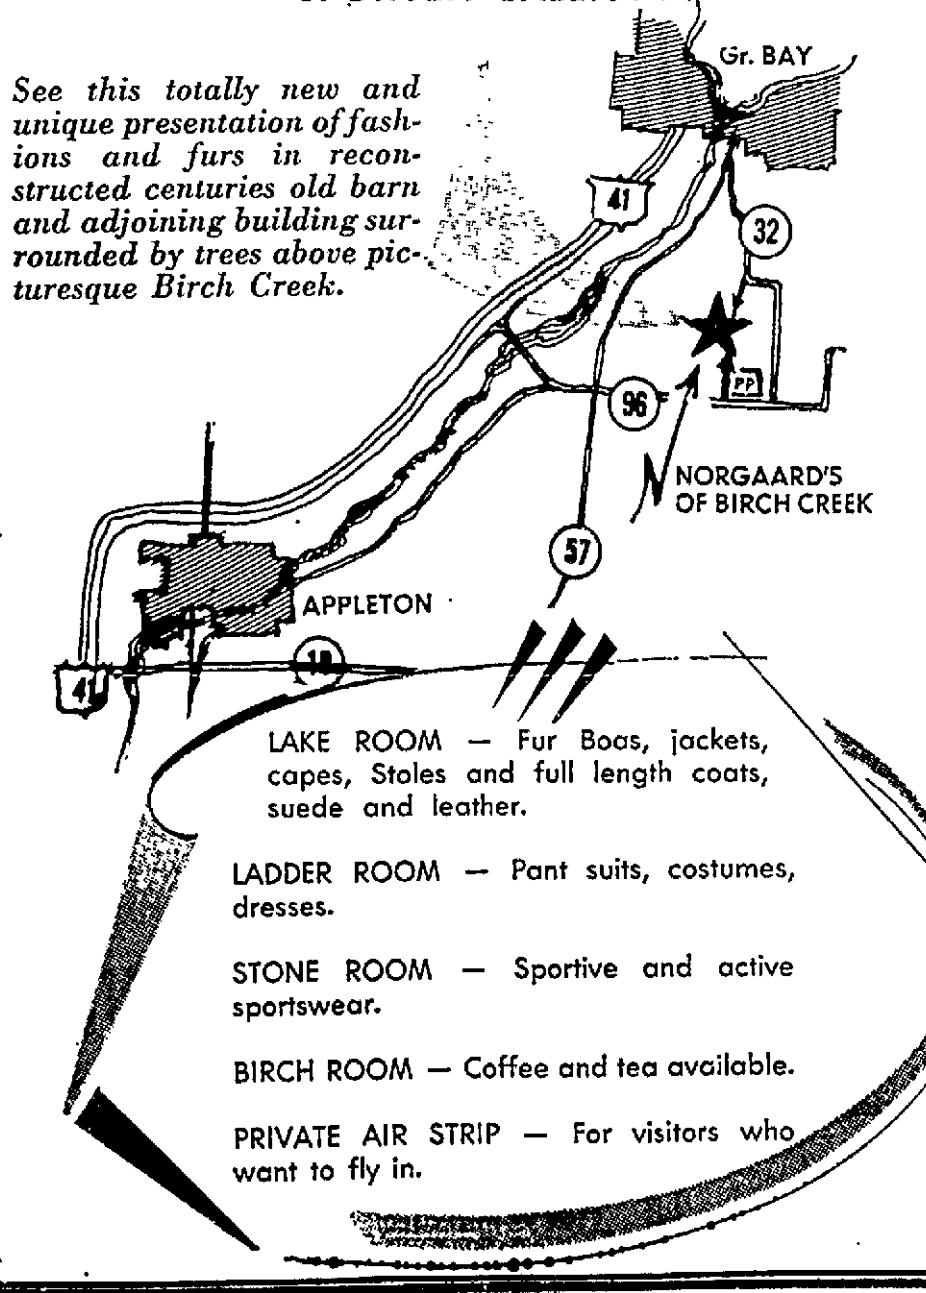 See this totally new and
unique presentation of fash-
ions and furs in recon-
structed centuries old barn
and adjoining building sur-
rounded by trees above pic-
turesque Birch Creek.
Gr. BAY
41
32
PP
96
NORGAARD'S
OF BIRCH CREEK
57
APPLETON
41
LAKE ROOM — Fur Boas, jackets,
capes, Stoles and full length coats,
suede and leather.
LADDER ROOM — Pant suits, costumes,
dresses.
STONE ROOM — Sportive and active
sportswear.
BIRCH ROOM — Coffee and tea available.
PRIVATE AIR STRIP — For visitors who
want to fly in.